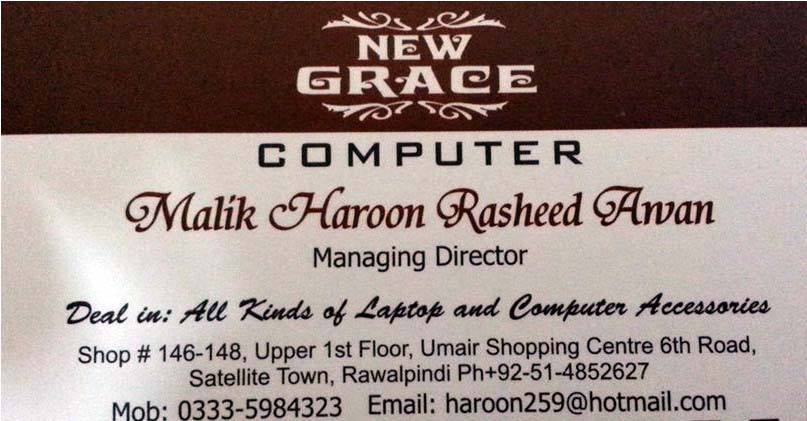 NEW
GRACE
COMPUTER
Malik Haroon Rasheed Awan
Managing Director
Deal in: All Kinds of Laptop and Computer Accessories
Shop # 146-148, Upper 1st Floor, Umair Shopping Centre 6th Road,
Satellite Town, Rawalpindi Ph+92-51-4852627
Mob: 0333-5984323 Email: haroon259@hotmail.com